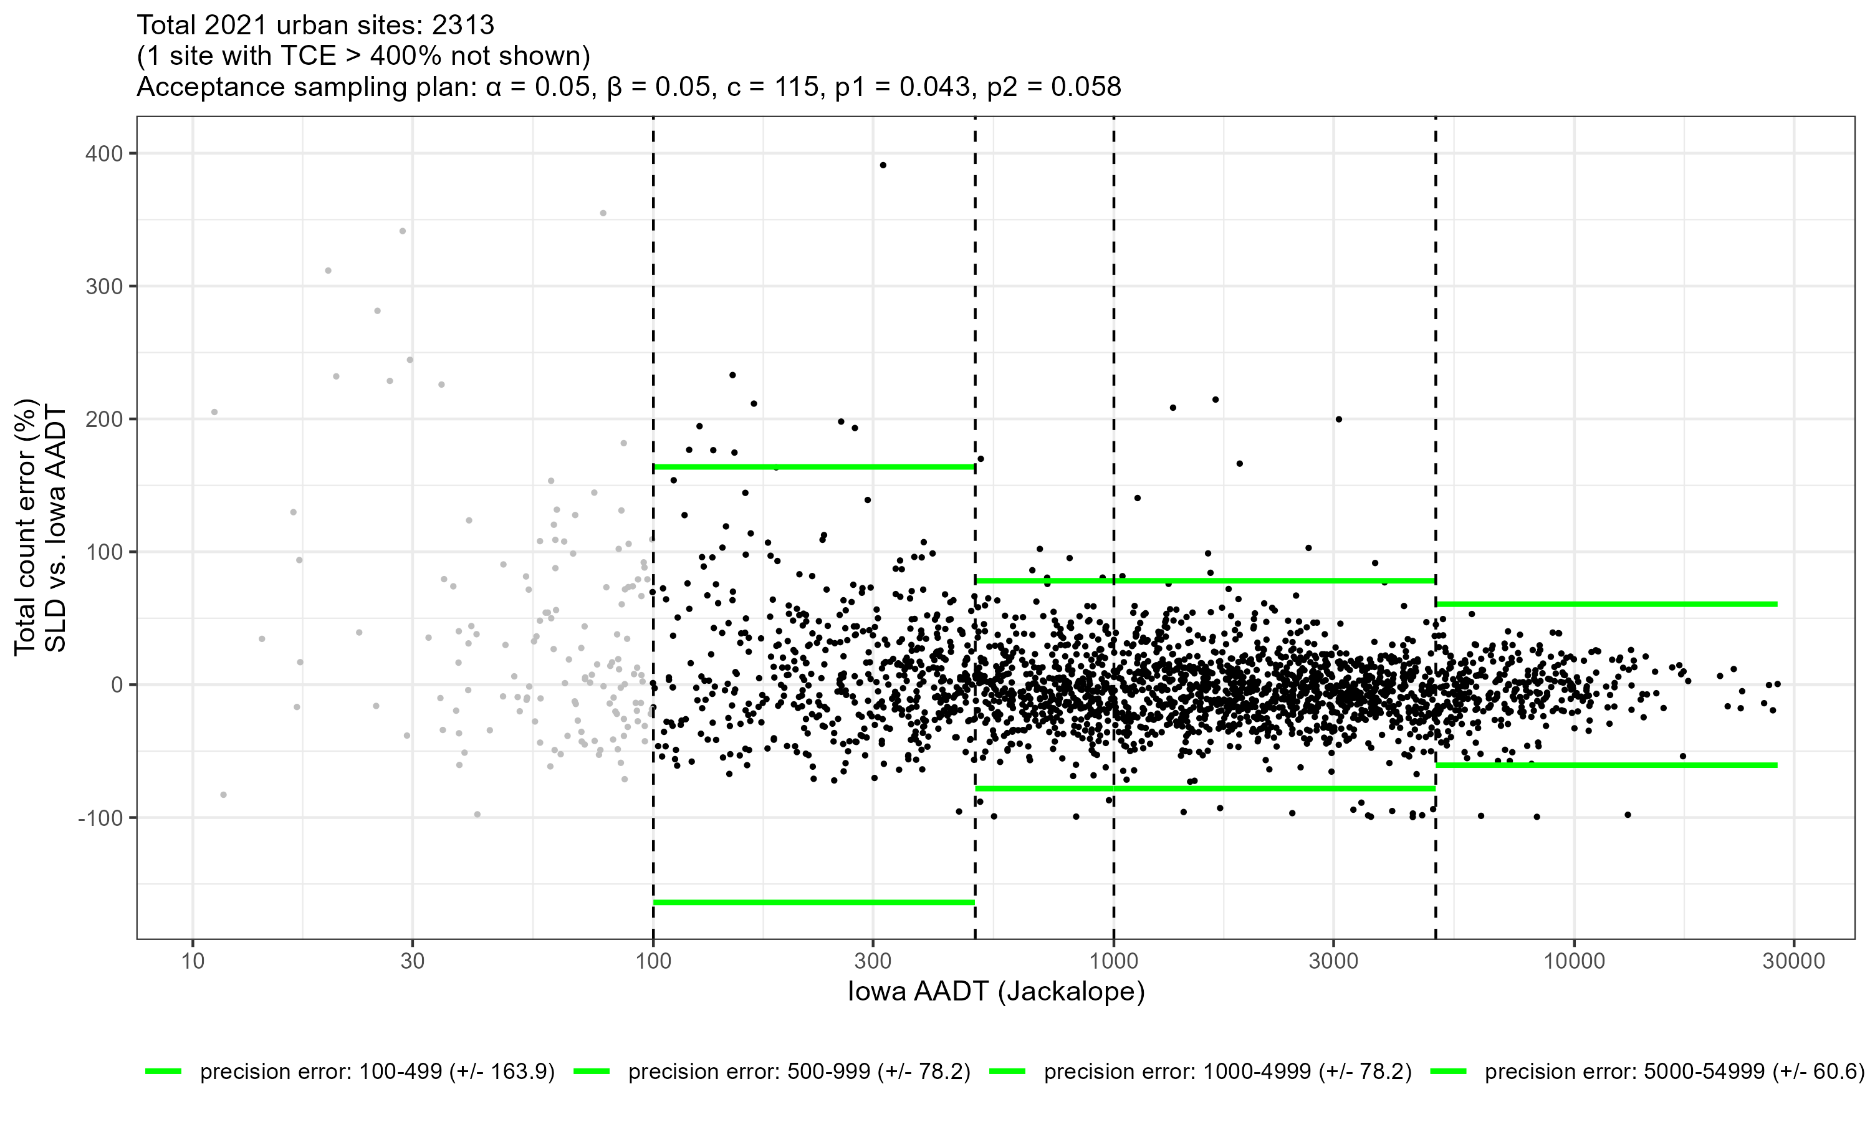 Total 2021 urban sites: 2313
(1 site with TCE > 400% not shown)
Acceptance sampling plan: α = 0.05, β = 0.05, c = 115, p1 = 0.043, p2 = 0.058
Total count error (%)
SLD vs. Iowa AADT
400
300
200
100
0
-100
10 30 100 300 1000 3000 10000 30000
Iowa AADT (Jackalope)
precision error: 100-499 (+/- 163.9) precision error: 500-999 (+/- 78.2) precision error: 1000-4999 (+/- 78.2) precision error: 5000-54999 (+/- 60.6)